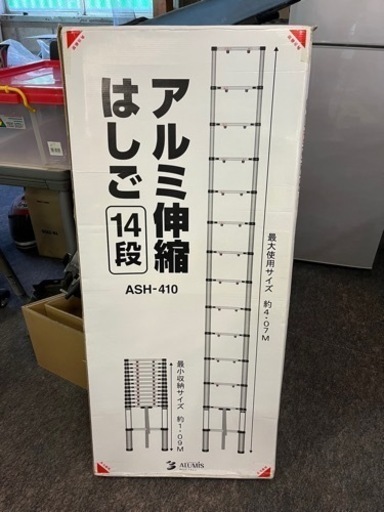 アルミ伸縮
はしご 14段
ASH-410
最大使用サイズ 約4・07M
最小収納サイズ 約1・09M
ALUMIS